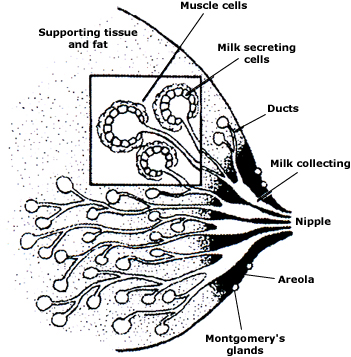 Muscle cells
Supporting tissue
and fat
Milk secreting
cells
Ducts
Milk collecting
Nipple
Areola
Montgomery's
glands